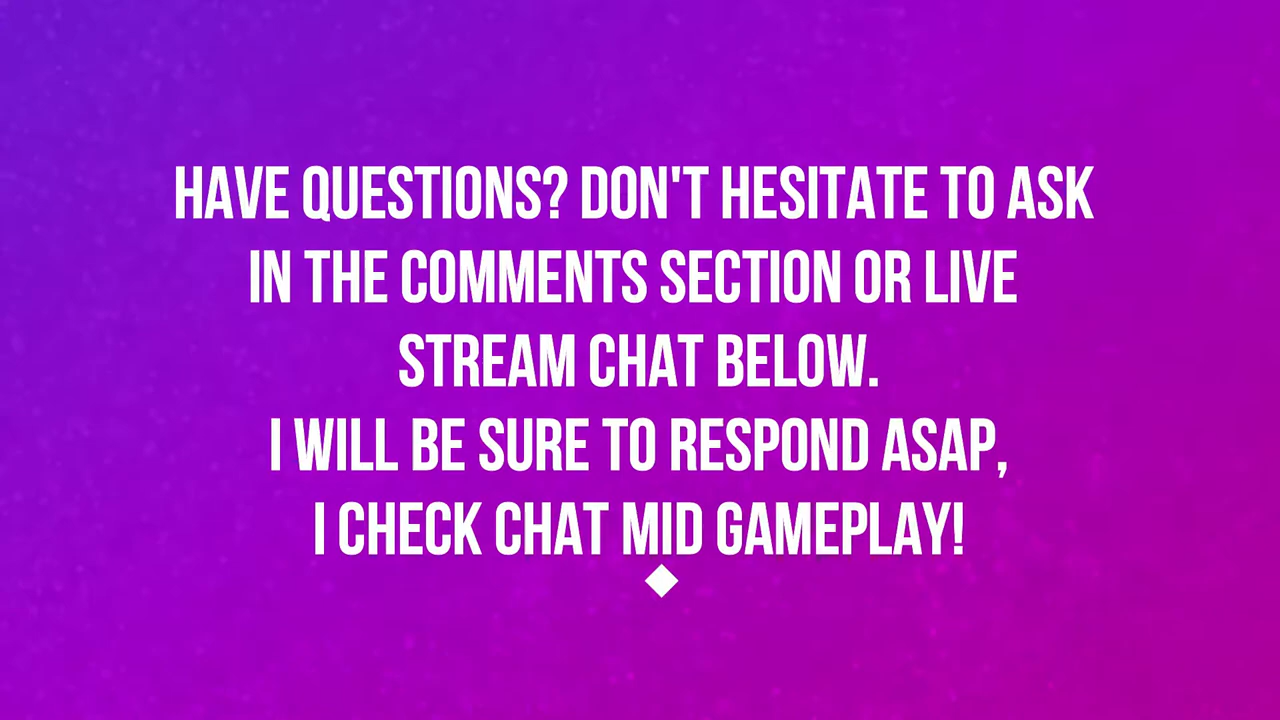 HAVE QUESTIONS? DON'T HESITATE TO ASK
IN THE COMMENTS SECTION OR LIVE
STREAM CHAT BELOW.
I WILL BE SURE TO RESPOND ASAP,
I CHECK CHAT MID GAMEPLAY!